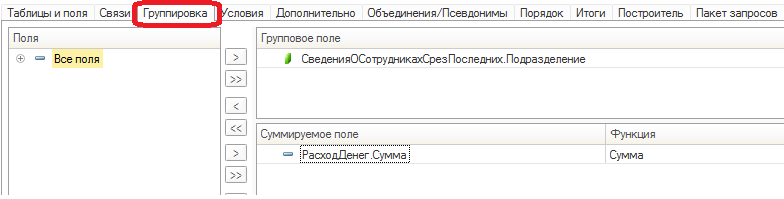 Таблицы и поля Связи Группировка Условия Дополнительно Объединения/Псевдонимы Порядок Итоги Построитель Пакет запросов
Поля
Все поля
>
>>
<
<<
>
>>
Групповое поле
СведенияОСотрудникахСрезПоследних.Подразделение
Суммируемое поле Функция
РасходДенег.Сумма Сумма